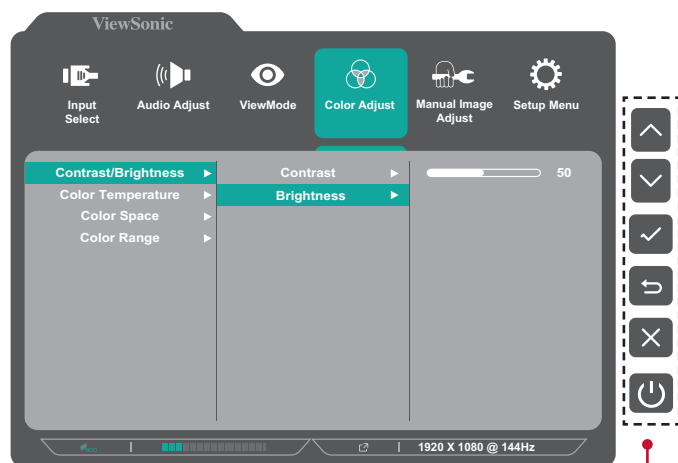 ViewSonic
Input Select
Audio Adjust
ViewMode
Color Adjust
Manual Image Adjust
Setup Menu
Contrast/Brightness
Contrast
50
Color Temperature
Brightness
Color Space
Color Range
1920 X 1080 @ 144Hz